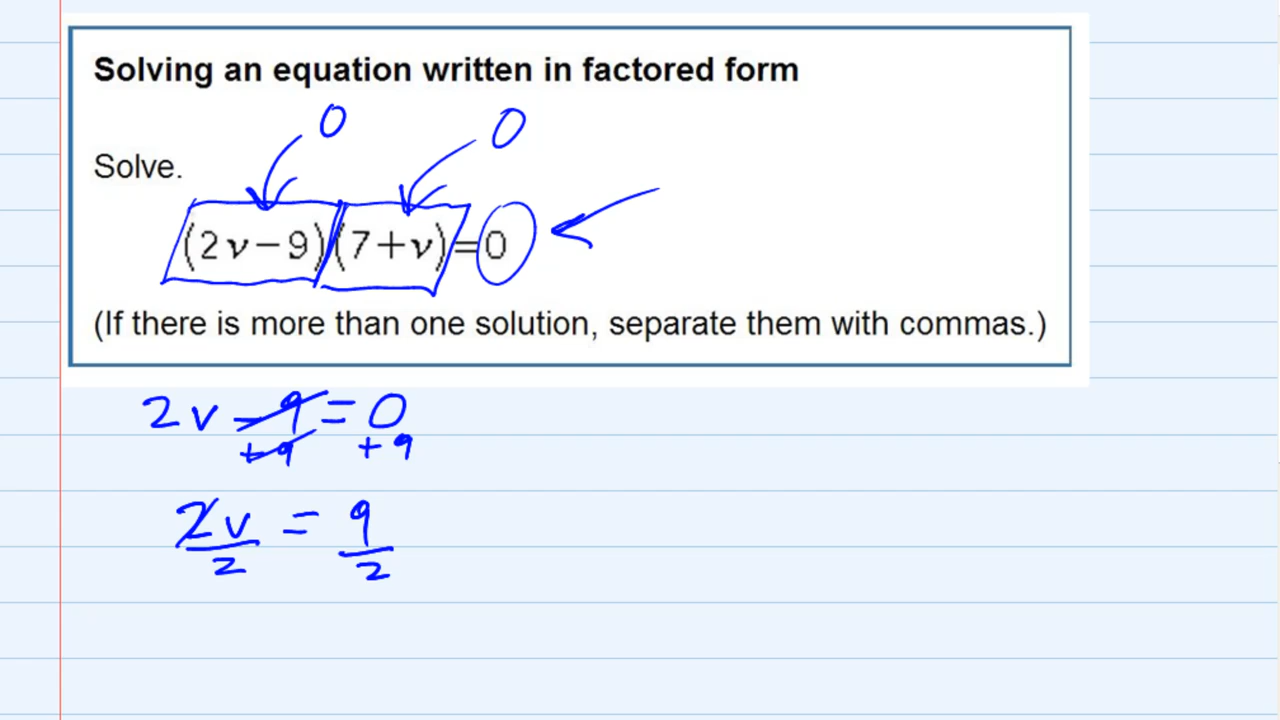 Solving an equation written in factored form
0 0
Solve.
(2v−9)(7+v)=0
(If there is more than one solution, separate them with commas.)
2v − 9 = 0
+9 +9
2v = 9
2 2